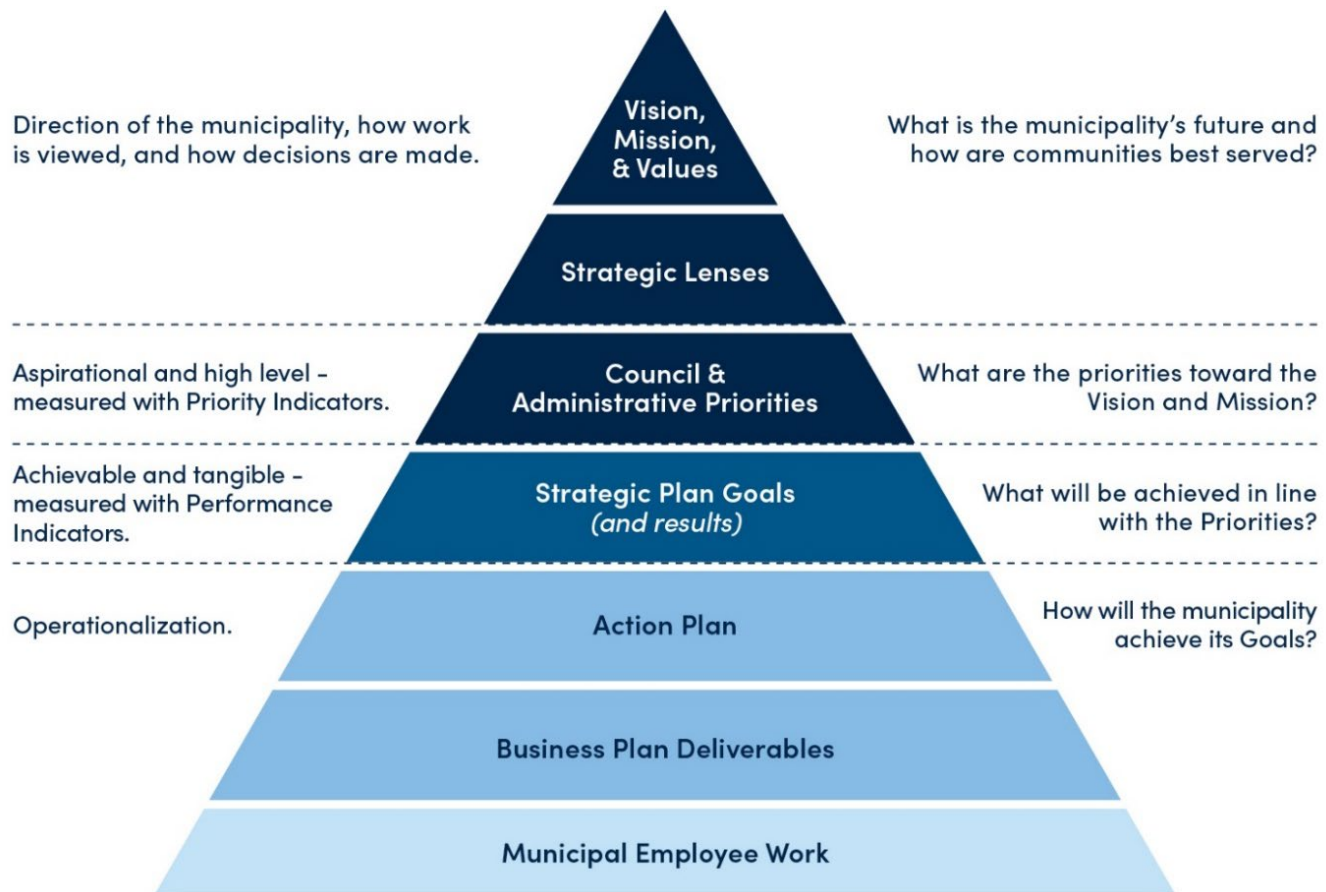 Direction of the municipality, how work
is viewed, and how decisions are made.
Vision,
Mission,
& Values
What is the municipality’s future and
how are communities best served?
Strategic Lenses
Aspirational and high level -
measured with Priority Indicators.
Council &
Administrative Priorities
What are the priorities toward the
Vision and Mission?
Achievable and tangible -
measured with Performance
Indicators.
Strategic Plan Goals
(and results)
What will be achieved in line
with the Priorities?
Operationalization.
Action Plan
How will the municipality
achieve its Goals?
Business Plan Deliverables
Municipal Employee Work